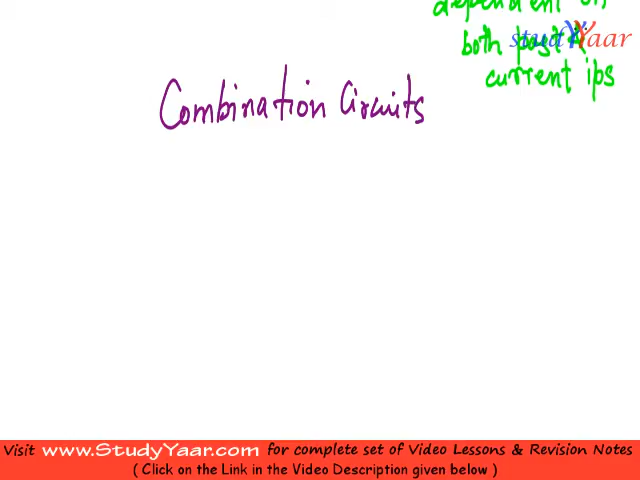 dependent on
both past &
studYYaar
current ips
Combination Circuits
Visit www.StudyYaar.com for complete set of Video Lessons & Revision Notes
( Click on the Link in the Video Description given below )